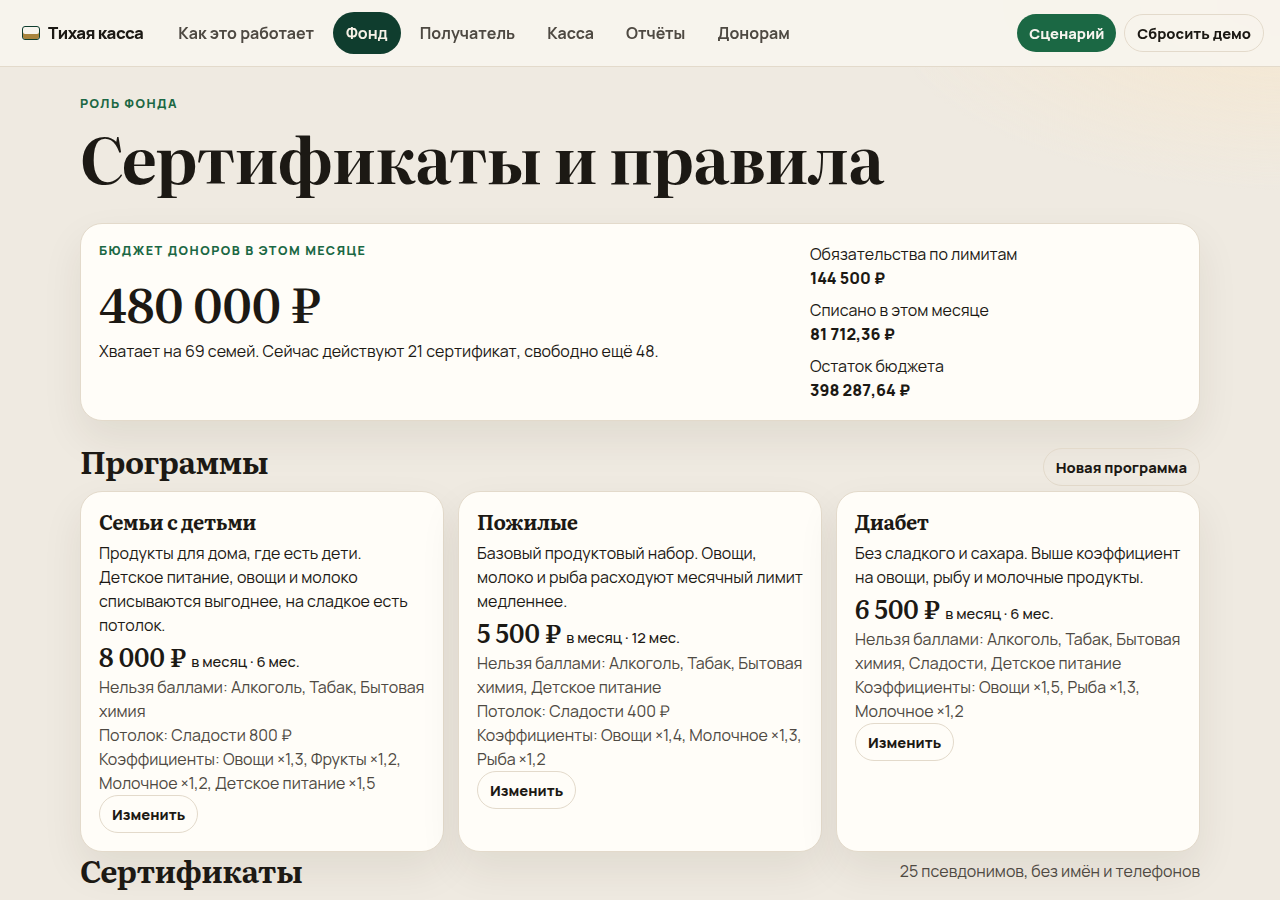 Тихая касса
Как это работает
Фонд
Получатель
Касса
Отчёты
Донорам
Сценарий
Сбросить демо
РОЛЬ ФОНДА
Сертификаты и правила
БЮДЖЕТ ДОНОРОВ В ЭТОМ МЕСЯЦЕ
480 000 ₽
Хватает на 69 семей. Сейчас действуют 21 сертификат, свободно ещё 48.
Обязательства по лимитам
144 500 ₽
Списано в этом месяце
81 712,36 ₽
Остаток бюджета
398 287,64 ₽
Программы
Новая программа
Семьи с детьми
Продукты для дома, где есть дети.
Детское питание, овощи и молоко
списываются выгоднее, на сладкое есть
потолок.
8 000 ₽ в месяц · 6 мес.
Нельзя баллами: Алкоголь, Табак, Бытовая
химия
Потолок: Сладости 800 ₽
Коэффициенты: Овощи ×1,3, Фрукты ×1,2,
Молочное ×1,2, Детское питание ×1,5
Изменить
Пожилые
Базовый продуктовый набор. Овощи,
молоко и рыба расходуют месячный лимит
медленнее.
5 500 ₽ в месяц · 12 мес.
Нельзя баллами: Алкоголь, Табак, Бытовая
химия, Детское питание
Потолок: Сладости 400 ₽
Коэффициенты: Овощи ×1,4, Молочное ×1,3,
Рыба ×1,2
Изменить
Диабет
Без сладкого и сахара. Выше коэффициент
на овощи, рыбу и молочные продукты.
6 500 ₽ в месяц · 6 мес.
Нельзя баллами: Алкоголь, Табак, Бытовая
химия, Сладости, Детское питание
Коэффициенты: Овощи ×1,5, Рыба ×1,3,
Молочное ×1,2
Изменить
Сертификаты
25 псевдонимов, без имён и телефонов